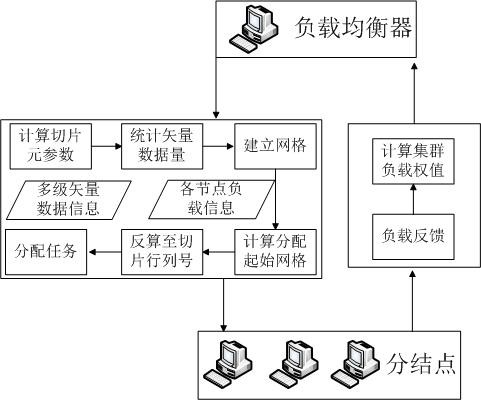 负载均衡器
计算切片
元参数
统计矢量
数据量
建立网格
多级矢量
数据信息
各节点负
载信息
分配任务
反算至切
片行列号
计算分配
起始网格
计算集群
负载权值
负载反馈
分结点